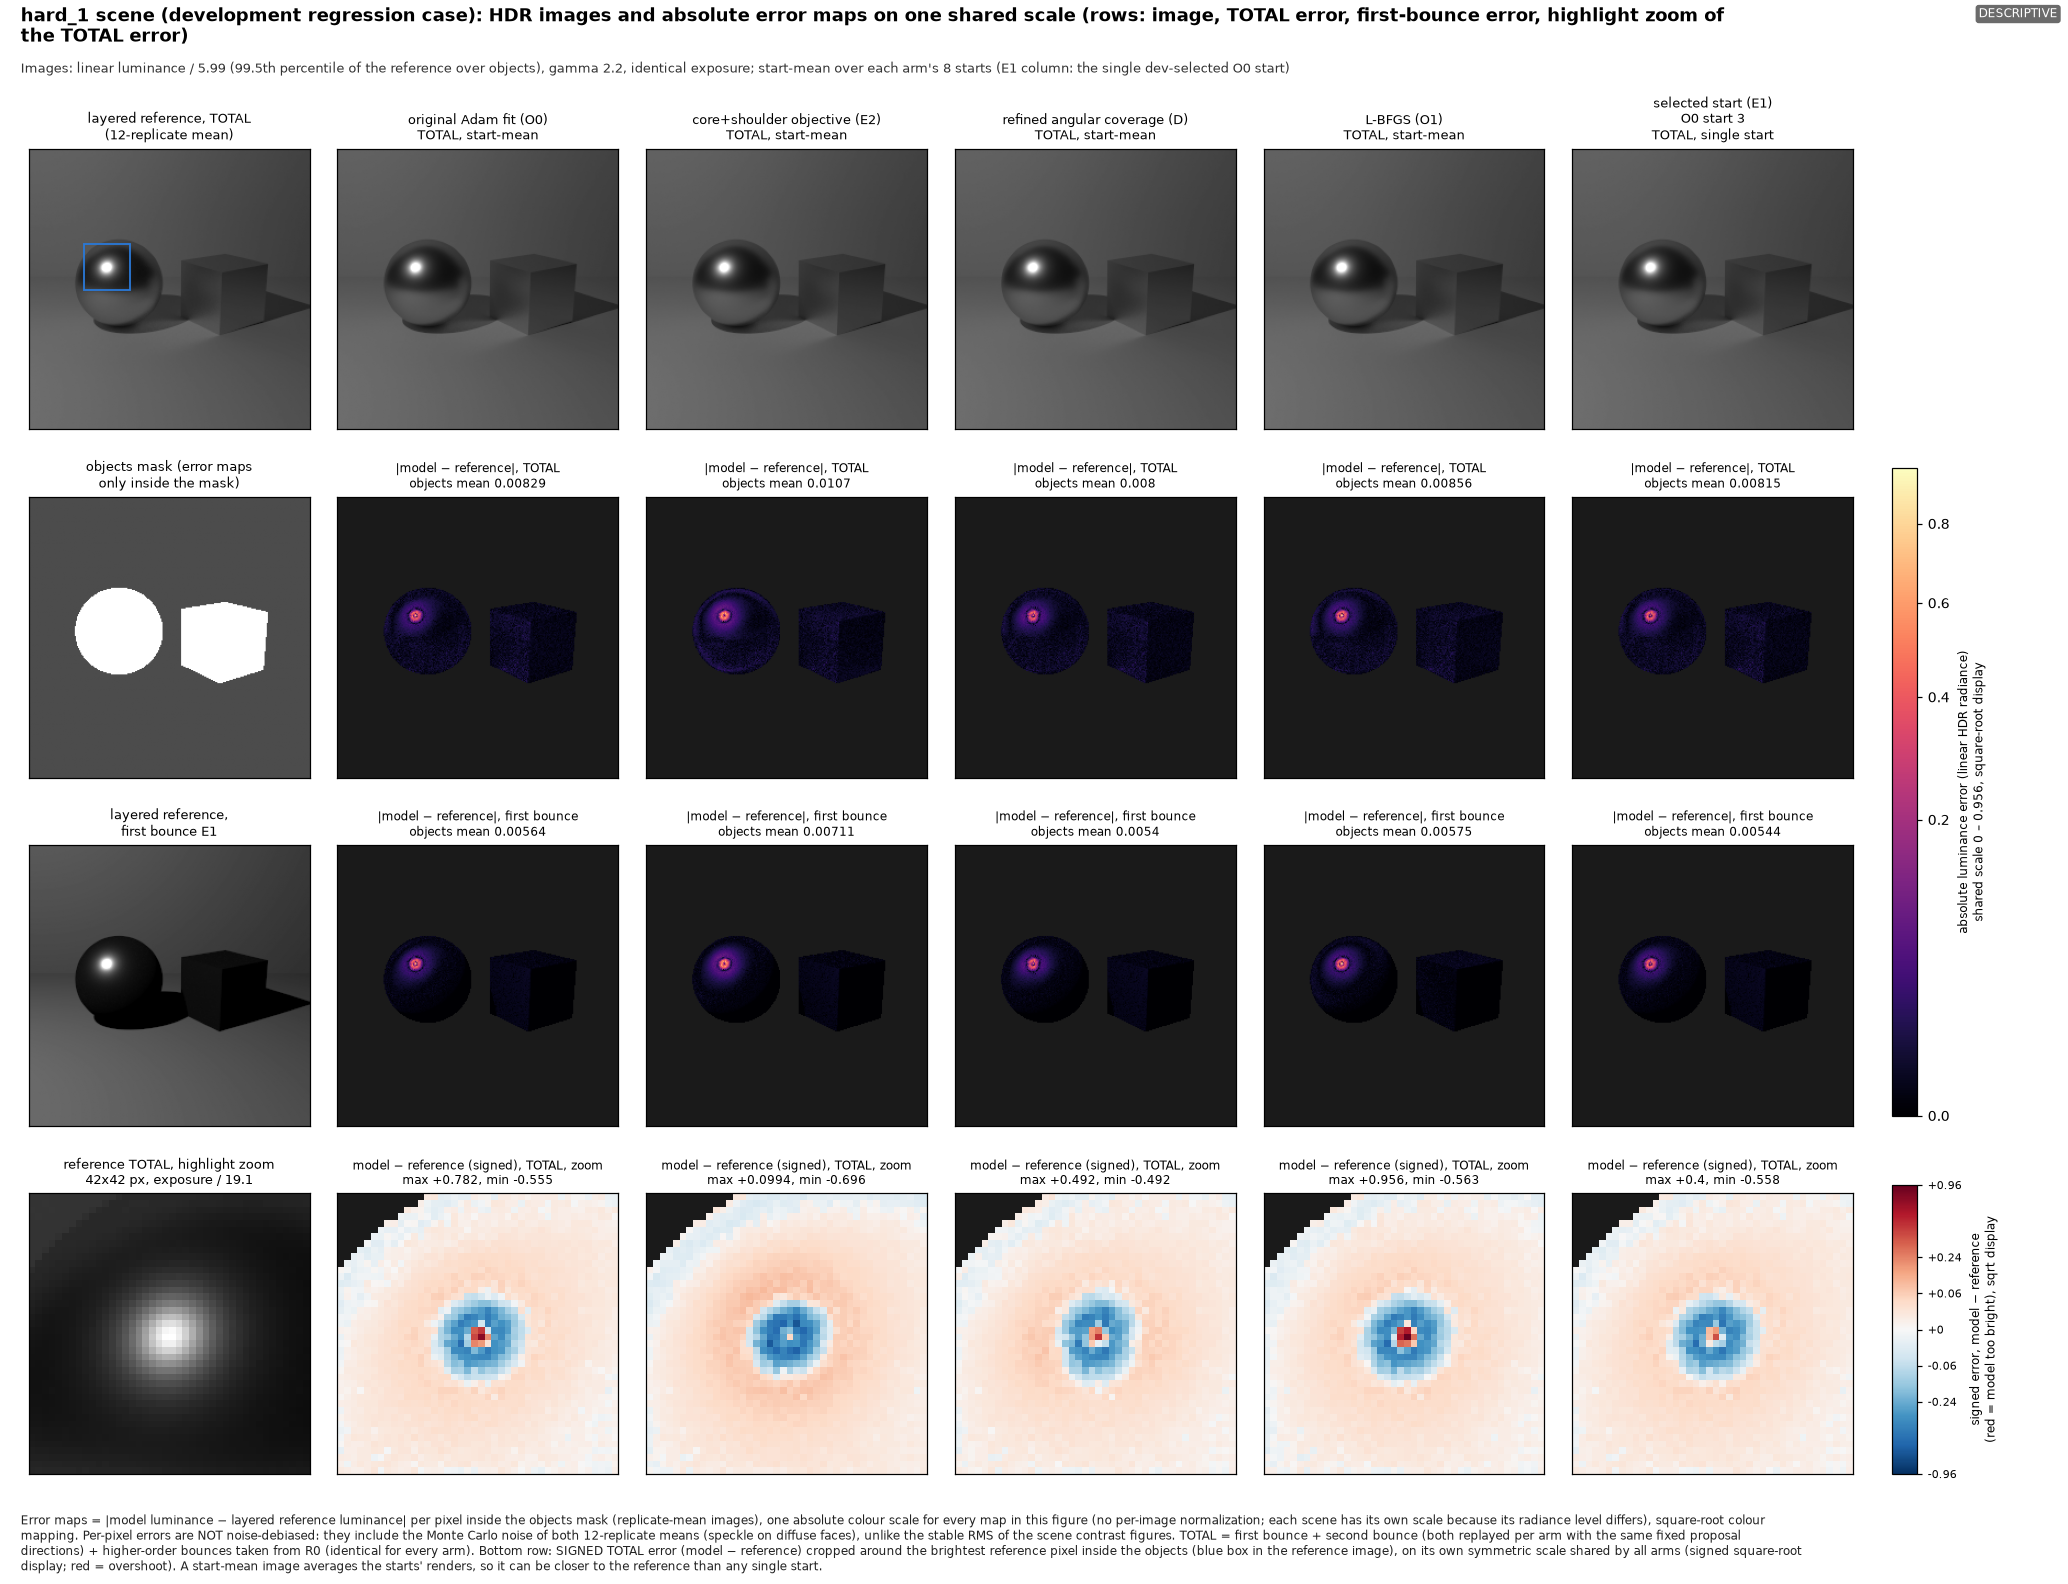 hard_1 scene (development regression case): HDR images and absolute error maps on one shared scale (rows: image, TOTAL error, first-bounce error, highlight zoom of
the TOTAL error)
DESCRIPTIVE
Images: linear luminance / 5.99 (99.5th percentile of the reference over objects), gamma 2.2, identical exposure; start-mean over each arm's 8 starts (E1 column: the single dev-selected O0 start)
layered reference, TOTAL
(12-replicate mean)
original Adam fit (O0)
TOTAL, start-mean
core+shoulder objective (E2)
TOTAL, start-mean
refined angular coverage (D)
TOTAL, start-mean
L-BFGS (O1)
TOTAL, start-mean
selected start (E1)
O0 start 3
TOTAL, single start
objects mask (error maps
only inside the mask)
|model − reference|, TOTAL
objects mean 0.00829
|model − reference|, TOTAL
objects mean 0.0107
|model − reference|, TOTAL
objects mean 0.008
|model − reference|, TOTAL
objects mean 0.00856
|model − reference|, TOTAL
objects mean 0.00815
0.8
0.6
0.4
0.2
0.0
absolute luminance error (linear HDR radiance)
shared scale 0 – 0.956, square-root display
layered reference,
first bounce E1
|model − reference|, first bounce
objects mean 0.00564
|model − reference|, first bounce
objects mean 0.00711
|model − reference|, first bounce
objects mean 0.0054
|model − reference|, first bounce
objects mean 0.00575
|model − reference|, first bounce
objects mean 0.00544
reference TOTAL, highlight zoom
42x42 px, exposure / 19.1
model − reference (signed), TOTAL, zoom
max +0.782, min -0.555
model − reference (signed), TOTAL, zoom
max +0.0994, min -0.696
model − reference (signed), TOTAL, zoom
max +0.492, min -0.492
model − reference (signed), TOTAL, zoom
max +0.956, min -0.563
model − reference (signed), TOTAL, zoom
max +0.4, min -0.558
+0.96
+0.24
+0.06
+0
-0.06
-0.24
-0.96
signed error, model − reference
(red = model too bright), sqrt display
Error maps = |model luminance − layered reference luminance| per pixel inside the objects mask (replicate-mean images), one absolute colour scale for every map in this figure (no per-image normalization; each scene has its own scale because its radiance level differs), square-root colour
mapping. Per-pixel errors are NOT noise-debiased: they include the Monte Carlo noise of both 12-replicate means (speckle on diffuse faces), unlike the stable RMS of the scene contrast figures. TOTAL = first bounce + second bounce (both replayed per arm with the same fixed proposal
directions) + higher-order bounces taken from R0 (identical for every arm). Bottom row: SIGNED TOTAL error (model − reference) cropped around the brightest reference pixel inside the objects (blue box in the reference image), on its own symmetric scale shared by all arms (signed square-root
display; red = overshoot). A start-mean image averages the starts' renders, so it can be closer to the reference than any single start.